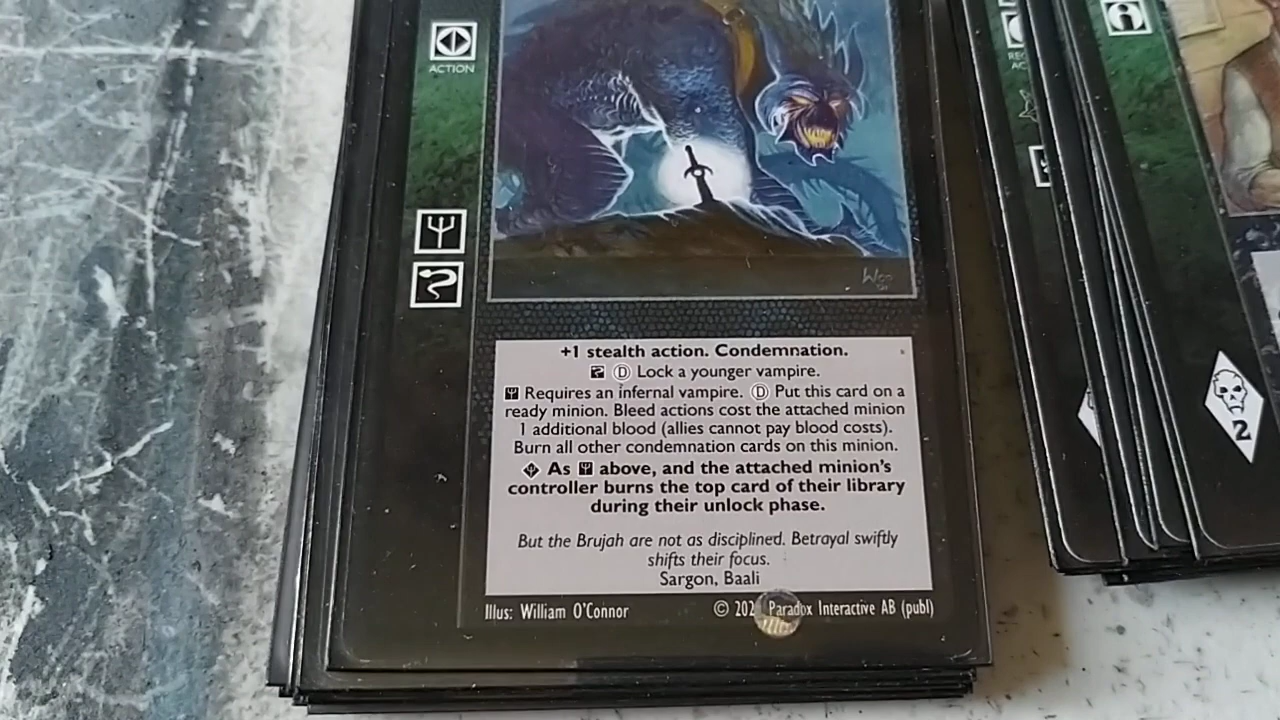 ACTION
+1 stealth action. Condemnation.
D Lock a younger vampire.
Requires an infernal vampire. D Put this card on a
ready minion. Bleed actions cost the attached minion
1 additional blood (allies cannot pay blood costs).
Burn all other condemnation cards on this minion.
As above, and the attached minion's
controller burns the top card of their library
during their unlock phase.
But the Brujah are not as disciplined. Betrayal swiftly
shifts their focus.
Sargon, Baali
Illus: William O'Connor
© 202 Paradox Interactive AB (publ)
2